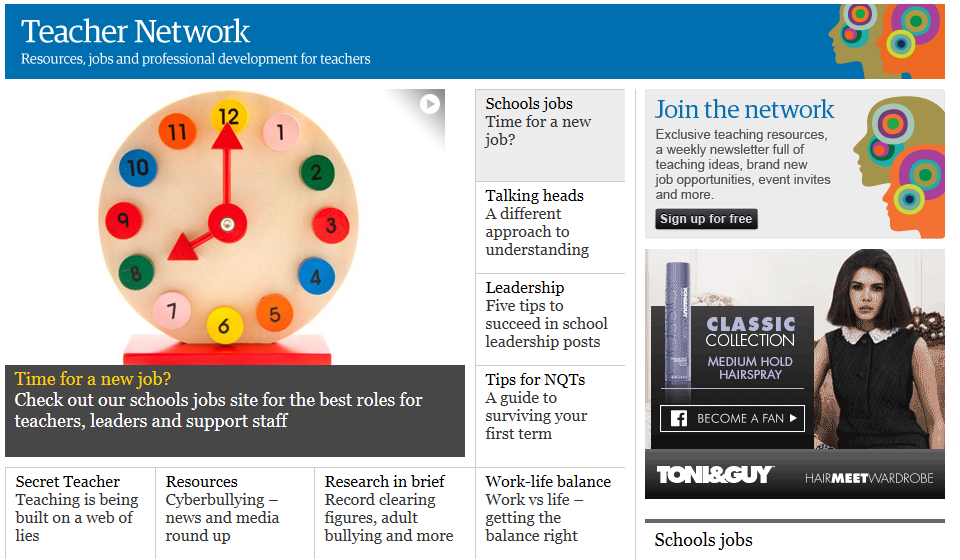 Teacher Network
Resources, jobs and professional development for teachers
12
1
2
3
4
5
6
7
8
9
10
11
Time for a new job?
Check out our schools jobs site for the best roles for
teachers, leaders and support staff
Schools jobs
Time for a new
job?
Talking heads
A different
approach to
understanding
Leadership
Five tips to
succeed in school
leadership posts
Tips for NQTs
A guide to
surviving your
first term
Secret Teacher
Teaching is being
built on a web of
lies
Resources
Cyberbullying –
news and media
round up
Research in brief
Record clearing
figures, adult
bullying and more
Work-life balance
Work vs life –
getting the
balance right
Join the network
Exclusive teaching resources,
a weekly newsletter full of
teaching ideas, brand new
job opportunities, event invites
and more.
Sign up for free
TONI&GUY
CLASSIC
COLLECTION
MEDIUM HOLD
HAIRSPRAY
f BECOME A FAN
TONI&GUY
HAIRMEETWARDROBE
Schools jobs